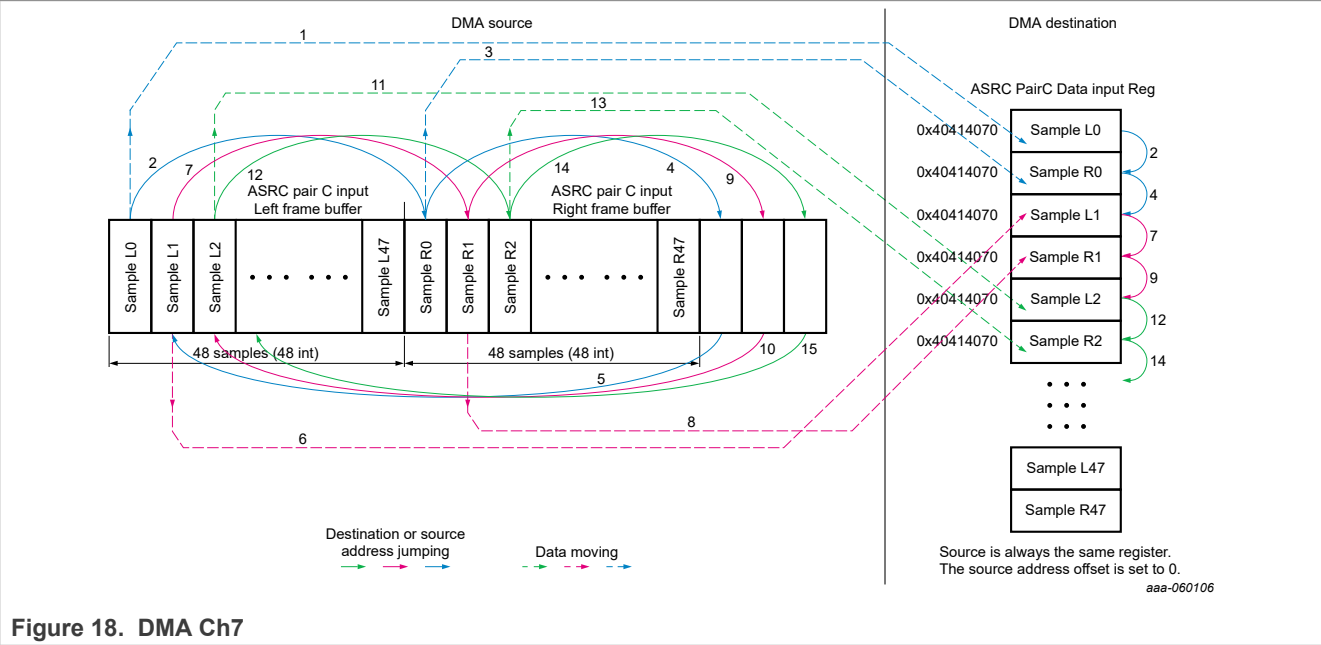 DMA source
DMA destination
1
3
11
13
ASRC PairC Data input Reg
2
7
12
14
4
9
ASRC pair C input
Left frame buffer
ASRC pair C input
Right frame buffer
Sample L0
Sample L1
Sample L2
• • • • • •
Sample L47
Sample R0
Sample R1
Sample R2
• • • • • •
Sample R47
48 samples (48 int)
48 samples (48 int)
10
15
5
8
6
0x40414070
Sample L0
2
0x40414070
Sample R0
4
0x40414070
Sample L1
7
0x40414070
Sample R1
9
0x40414070
Sample L2
12
0x40414070
Sample R2
14
• • •
• • •
• • •
Sample L47
Sample R47
Destination or source
address jumping
Data moving
Source is always the same register.
The source address offset is set to 0.
aaa-060106
Figure 18. DMA Ch7